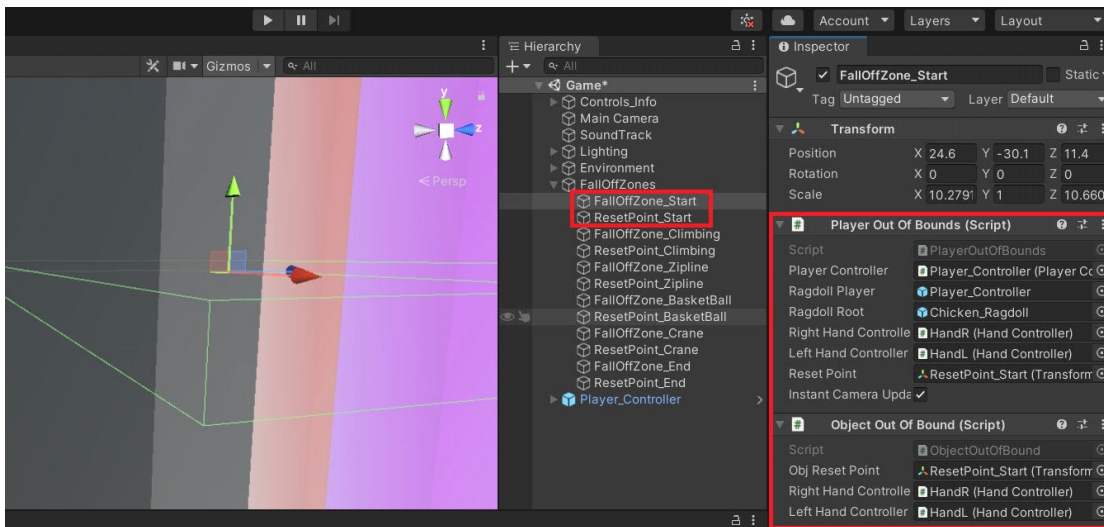 Account Layers Layout
Gizmos All
y
z
Persp
Hierarchy
All
Game*
Controls_Info
Main Camera
SoundTrack
Lighting
Environment
FallOffZones
FallOffZone_Start
ResetPoint_Start
FallOffZone_Climbing
ResetPoint_Climbing
FallOffZone_Zipline
ResetPoint_Zipline
FallOffZone_BasketBall
ResetPoint_BasketBall
FallOffZone_Crane
ResetPoint_Crane
FallOffZone_End
ResetPoint_End
Player_Controller
Inspector
FallOffZone_Start Static
Tag Untagged Layer Default
Transform
Position X 24.6 Y -30.1 Z 11.4
Rotation X 0 Y 0 Z 0
Scale X 10.2791 Y 1 Z 10.660
# Player Out Of Bounds (Script)
Script PlayerOutOfBounds
Player Controller Player_Controller (Player Cc
Ragdoll Player Player_Controller
Ragdoll Root Chicken_Ragdoll
Right Hand Controlle HandR (Hand Controller)
Left Hand Controller HandL (Hand Controller)
Reset Point ResetPoint_Start (Transform
Instant Camera Upda
# Object Out Of Bound (Script)
Script ObjectOutOfBound
Obj Reset Point ResetPoint_Start (Transform
Right Hand Controlle HandR (Hand Controller)
Left Hand Controller HandL (Hand Controller)